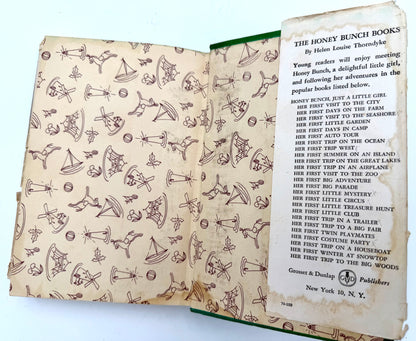 THE HONEY BUNCH BOOKS
By Helen Louise Thorndyke
Young readers will enjoy meeting
Honey Bunch, a delightful little girl,
and following her adventures in the
popular books listed below.
HONEY BUNCH, JUST A LITTLE GIRL
HER FIRST VISIT TO THE CITY
HER FIRST DAYS ON THE FARM
HER FIRST VISIT TO THE SEASHORE
HER FIRST LITTLE GARDEN
HER FIRST DAYS IN CAMP
HER FIRST AUTO TOUR
HER FIRST TRIP ON THE OCEAN
HER FIRST TRIP WEST
HER FIRST SUMMER ON AN ISLAND
HER FIRST TRIP ON THE GREAT LAKES
HER FIRST TRIP IN AN AIRPLANE
HER FIRST VISIT TO THE ZOO
HER FIRST BIG ADVENTURE
HER FIRST BIG PARADE
HER FIRST LITTLE MYSTERY
HER FIRST LITTLE CIRCUS
HER FIRST LITTLE TREASURE HUNT
HER FIRST LITTLE CLUB
HER FIRST TRIP IN A TRAILER
HER FIRST TRIP TO A BIG FAIR
HER FIRST TWIN PLAYMATES
HER FIRST COSTUME PARTY
HER FIRST TRIP ON A HOUSEBOAT
HER FIRST WINTER AT SNOWTOP
HER FIRST TRIP TO THE BIG WOODS
Grosset & Dunlap G&D Publishers
New York 10, N. Y.